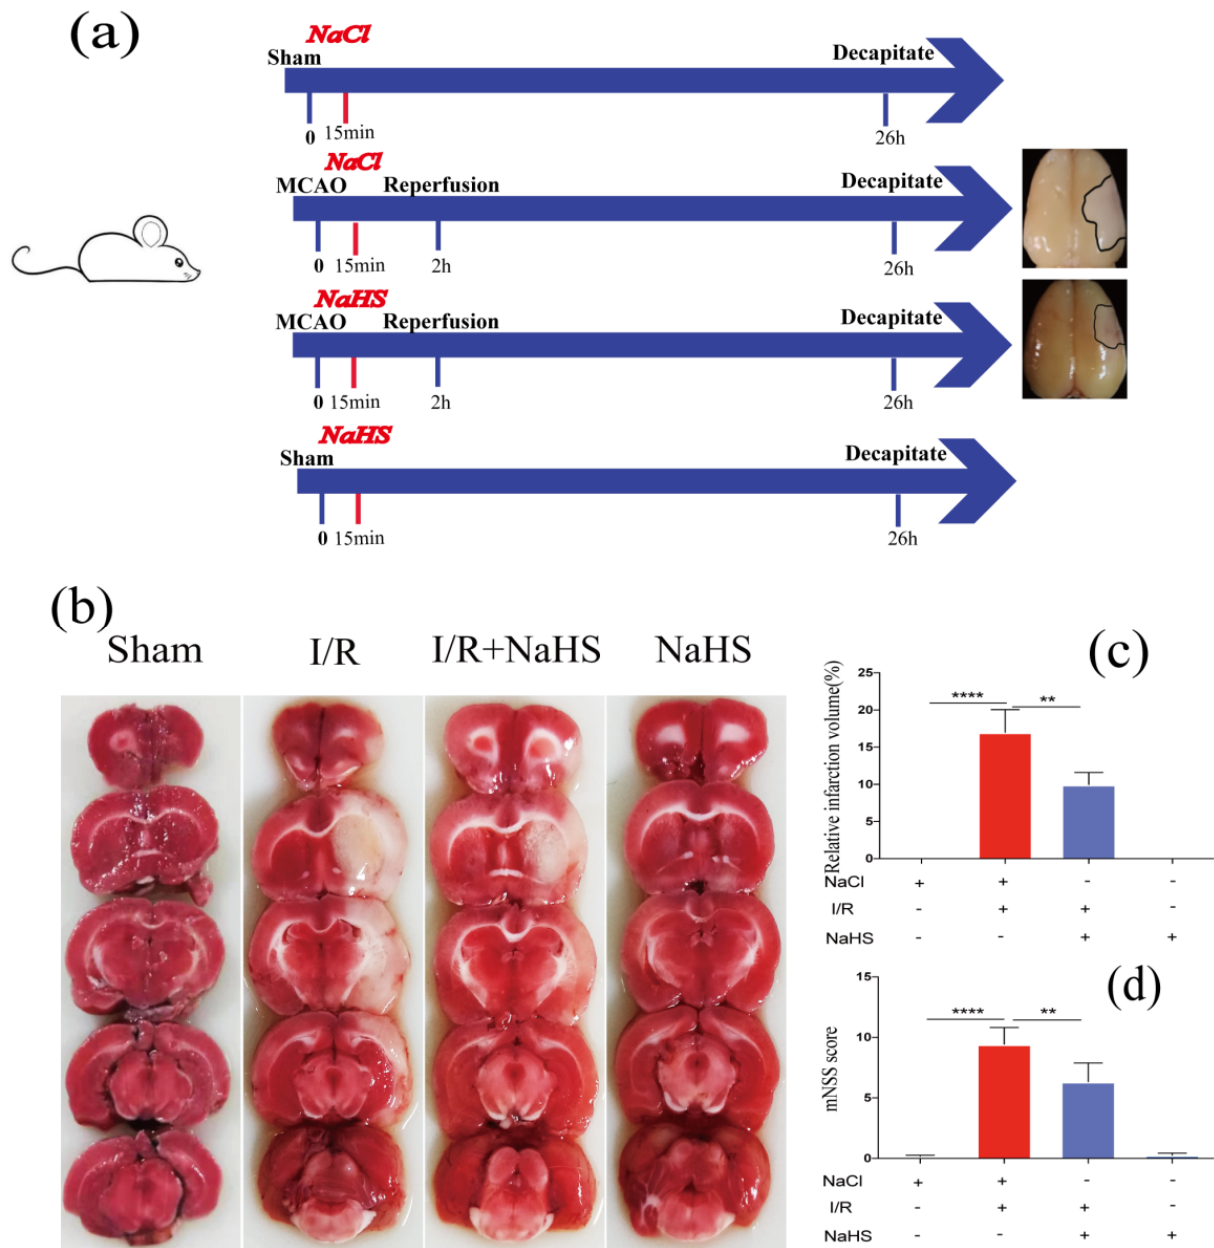 (a)
NaCl
Sham Decapitate
0 15min 26h
NaCl
MCAO Reperfusion Decapitate
0 15min 2h 26h
NaHS
MCAO Reperfusion Decapitate
0 15min 2h 26h
NaHS
Sham Decapitate
0 15min 26h
(b)
Sham I/R I/R+NaHS NaHS
(c)
Relative infarction volume(%)
25
20
15
10
5
0
**** **
NaCl + + - -
I/R - + + -
NaHS - - + +
(d)
mNSS score
15
10
5
0
**** **
NaCl + + - -
I/R - + + -
NaHS - - + +